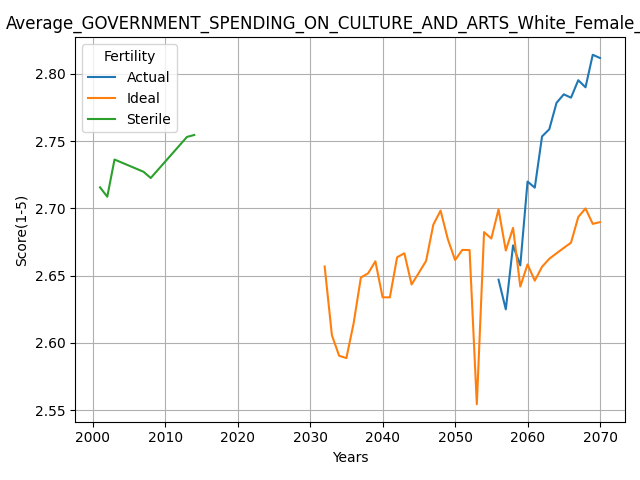 Average_GOVERNMENT_SPENDING_ON_CULTURE_AND_ARTS_White_Female_
Fertility
Actual
Ideal
Sterile
Score(1-5)
2.80
2.75
2.70
2.65
2.60
2.55
2000 2010 2020 2030 2040 2050 2060 2070
Years